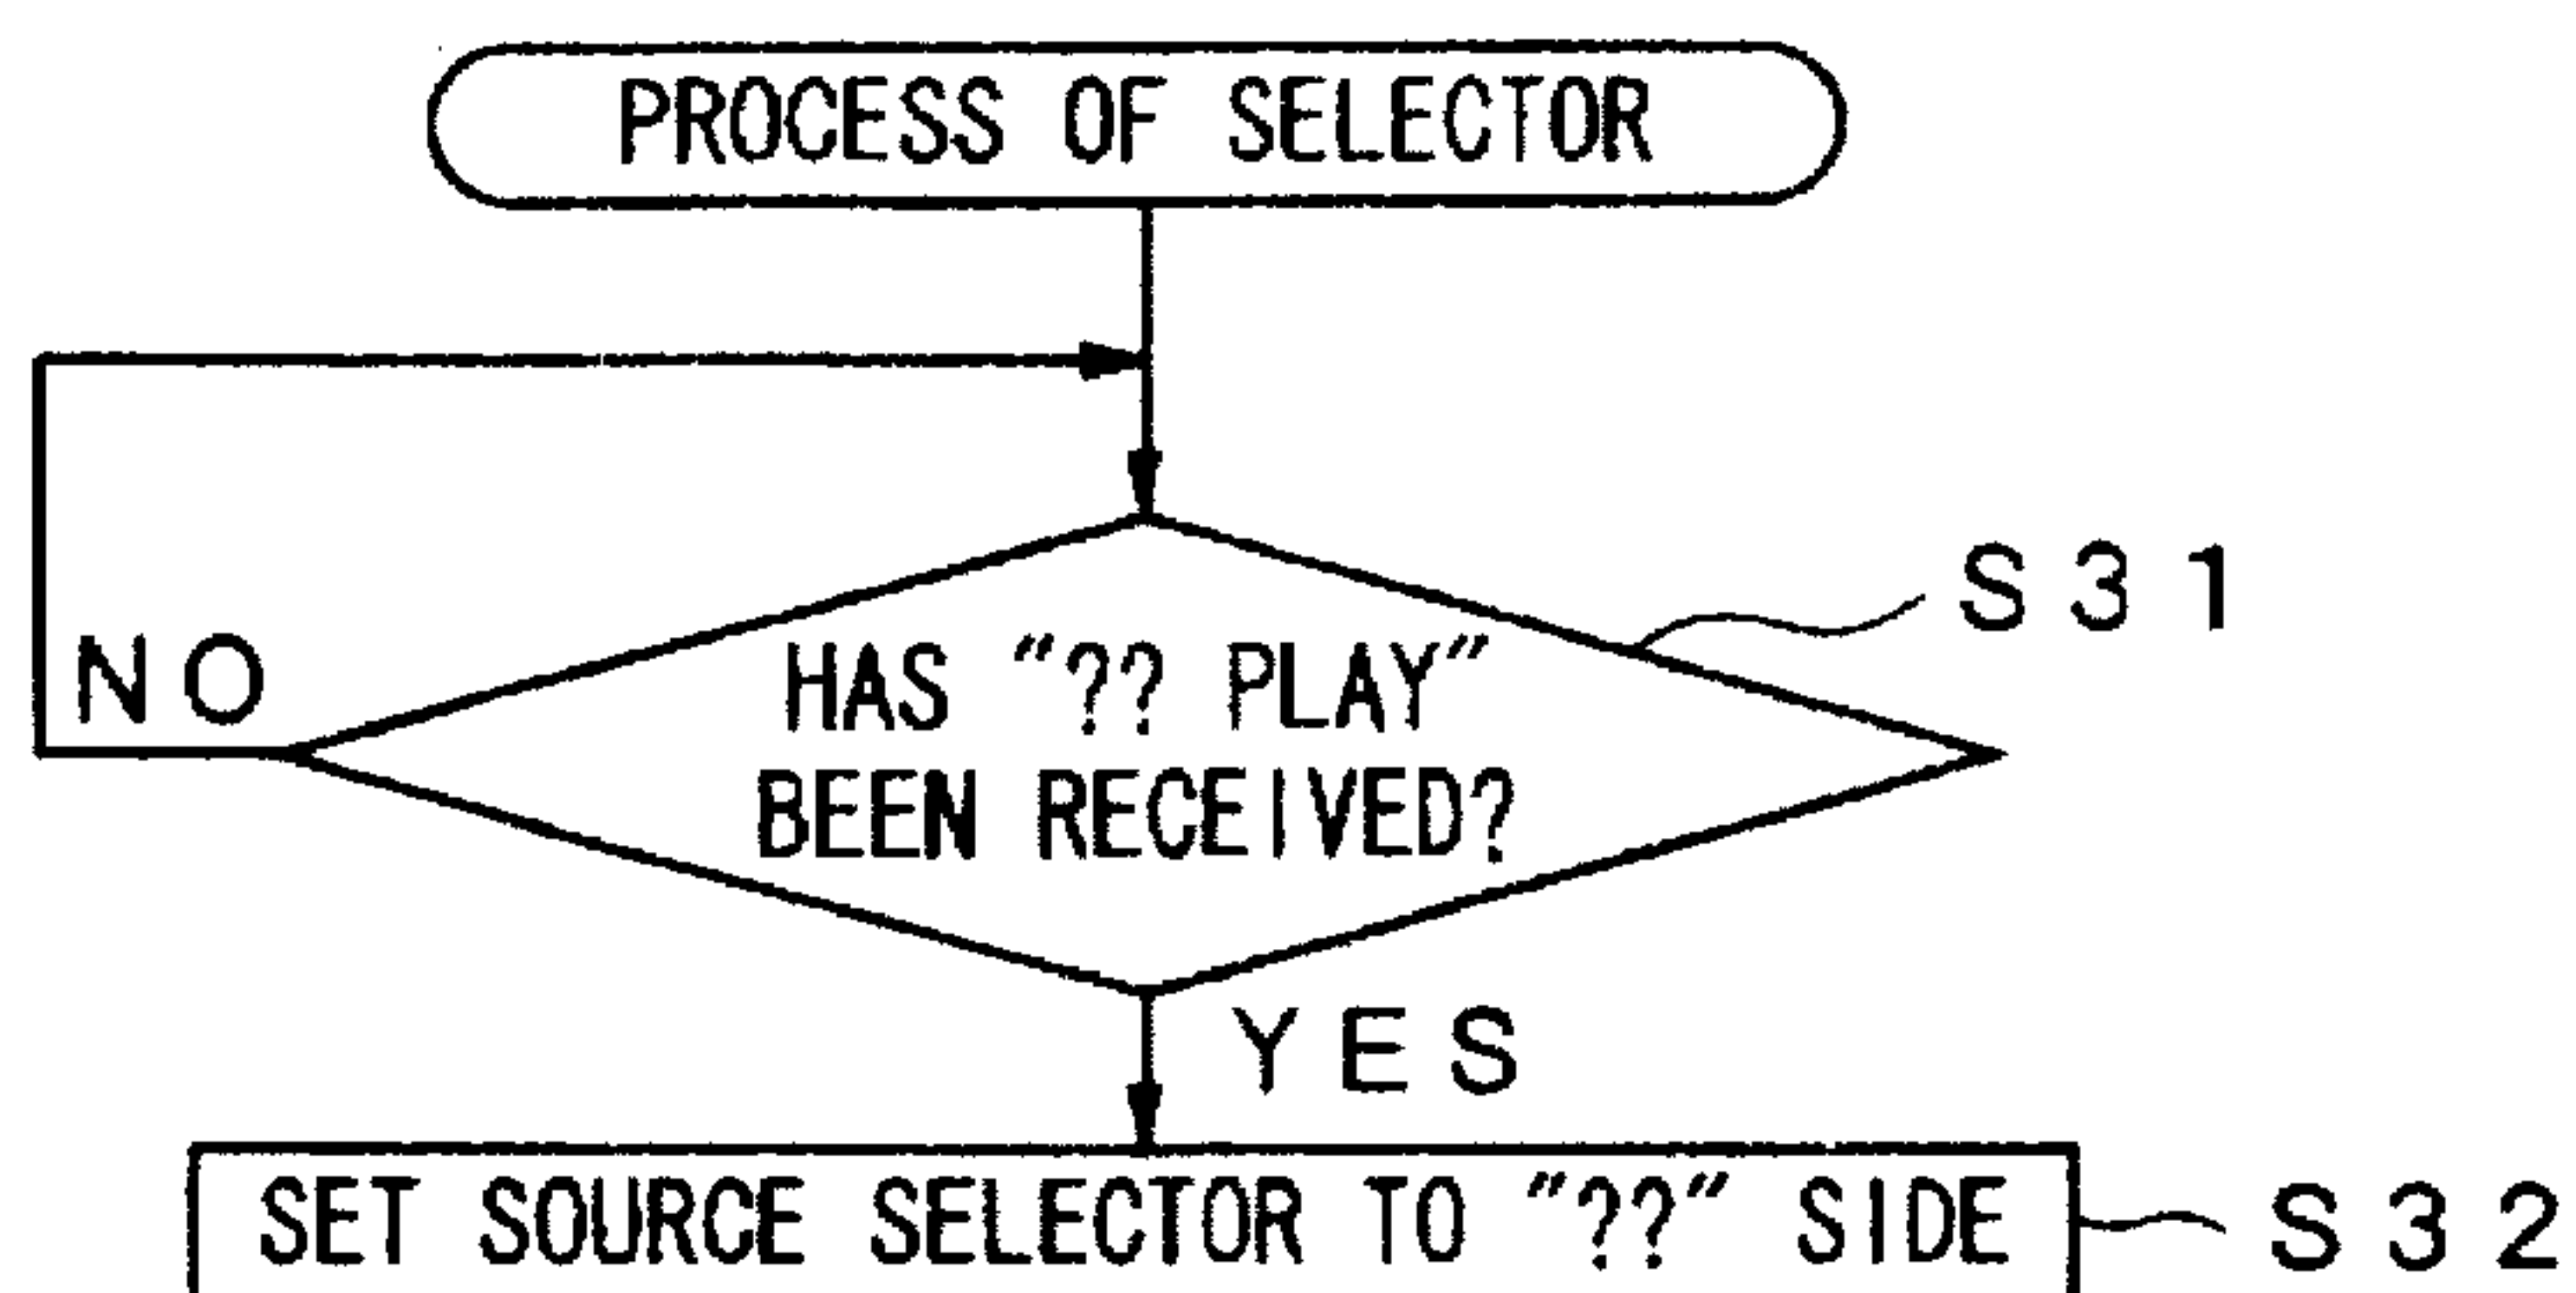 PROCESS OF SELECTOR
S31
NO
HAS "?? PLAY"
BEEN RECEIVED?
YES
SET SOURCE SELECTOR TO "??" SIDE
S32